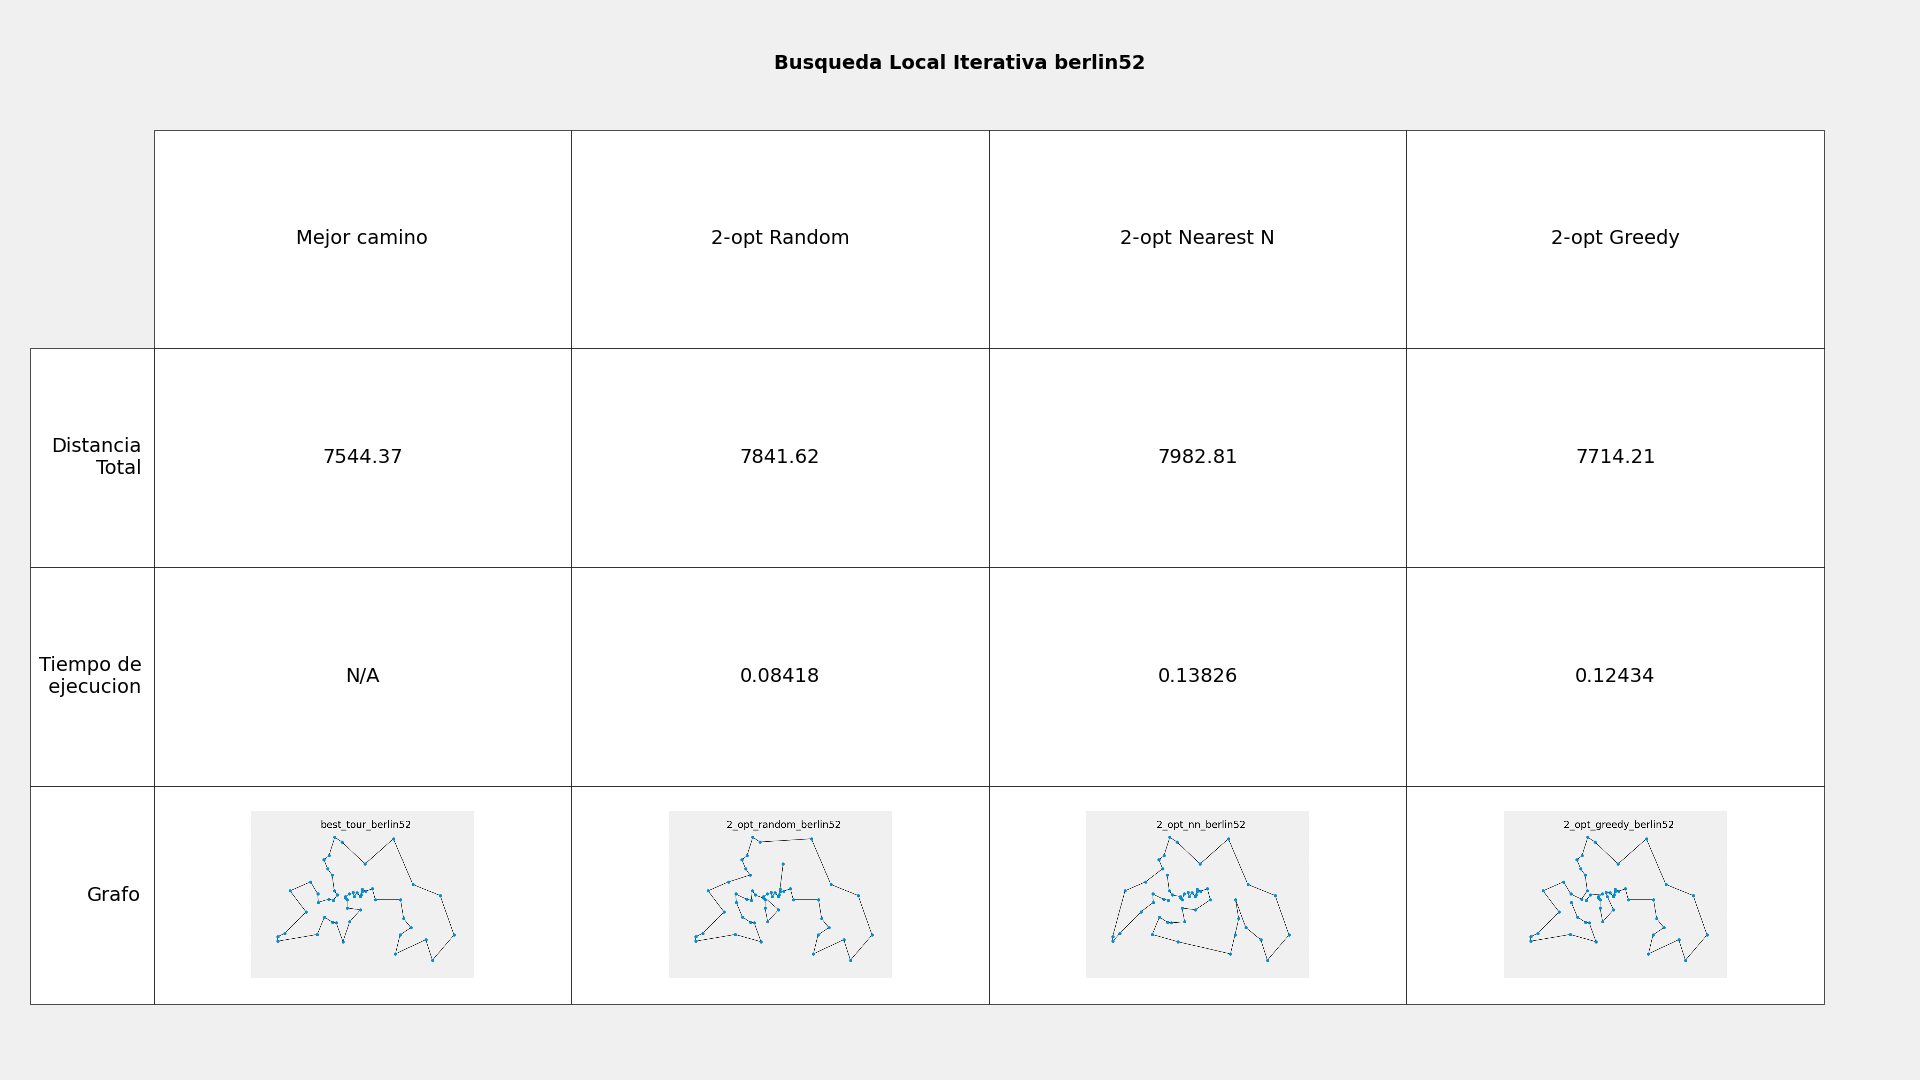 Busqueda Local Iterativa berlin52
Mejor camino
2-opt Random
2-opt Nearest N
2-opt Greedy
Distancia
Total
7544.37
7841.62
7982.81
7714.21
Tiempo de
ejecucion
N/A
0.08418
0.13826
0.12434
Grafo
best_tour_berlin52
2_opt_random_berlin52
2_opt_nn_berlin52
2_opt_greedy_berlin52